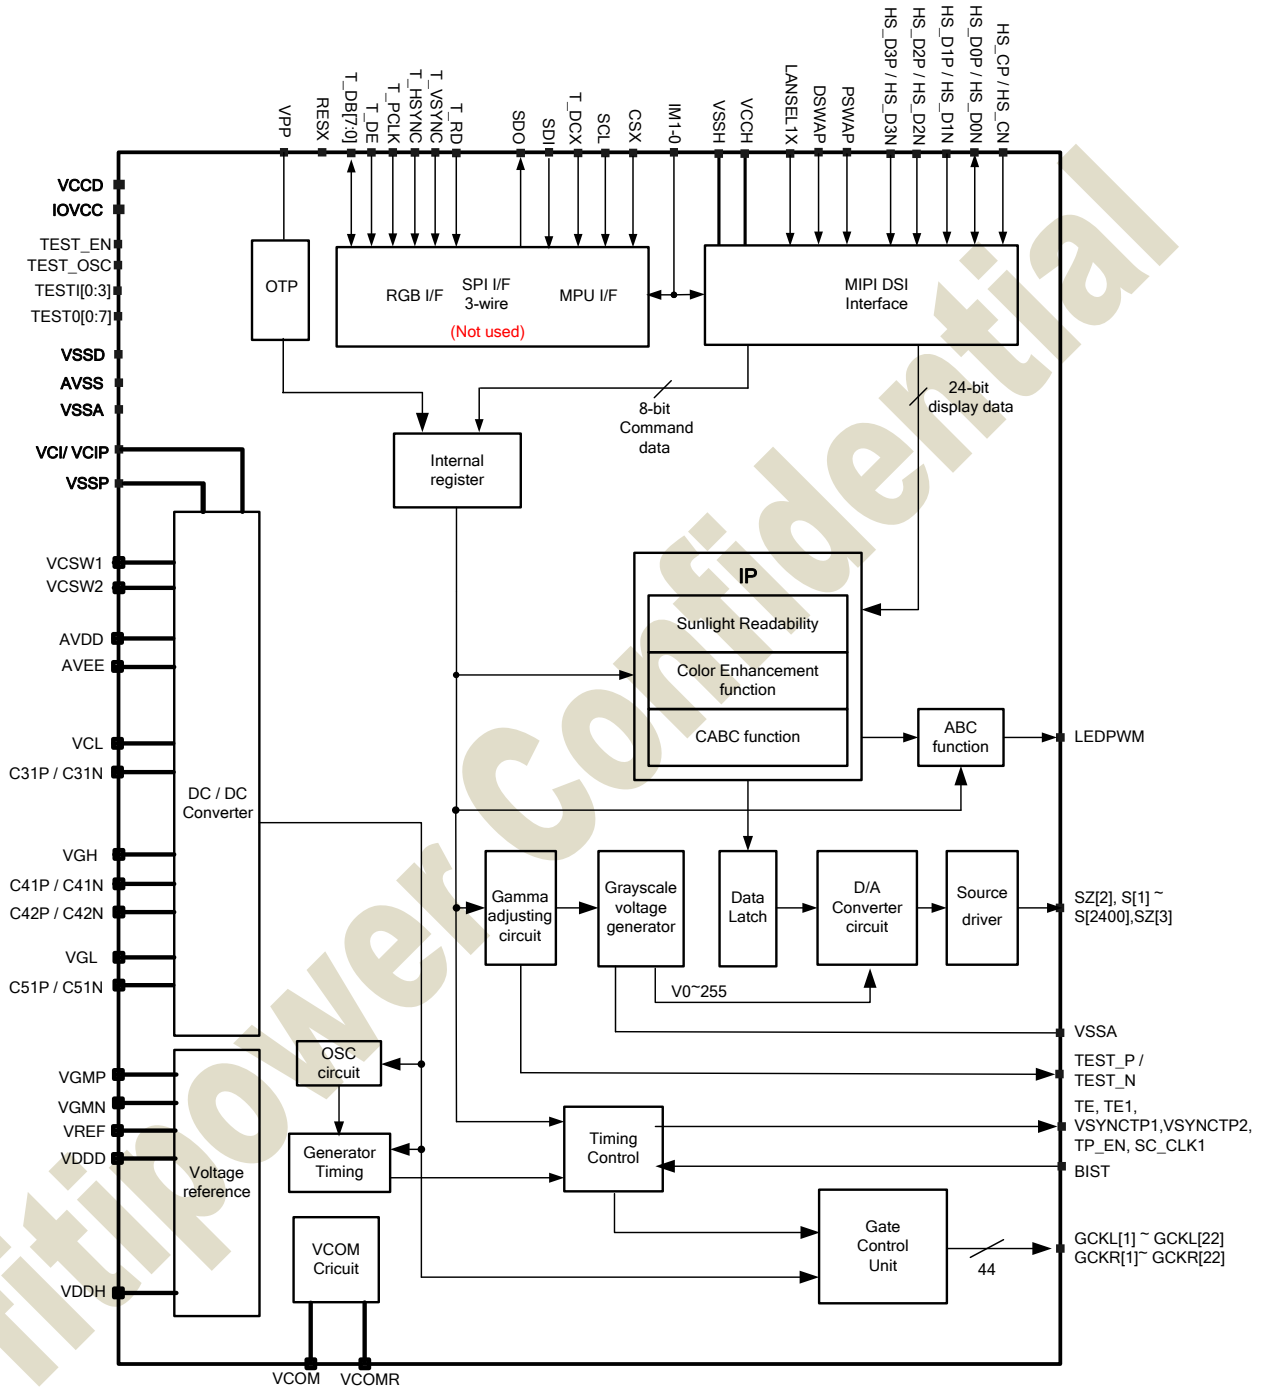 VPP
RESX
T_DB[7:0]
T_DE
T_PCLK
T_HSYNC
T_VSYNC
T_RD
SDO
SDI
T_DCX
SCL
CSX
IM1-0
VSSH
VCCH
LANSEL1X
DSWAP
PSWAP
HS_D3P / HS_D3N
HS_D2P / HS_D2N
HS_D1P / HS_D1N
HS_D0P / HS_D0N
HS_CP / HS_CN
VCCD
IOVCC
TEST_EN
TEST_OSC
TESTI[0:3]
TEST0[0:7]
VSSD
AVSS
VSSA
VCI/ VCIP
VSSP
VCSW1
VCSW2
AVDD
AVEE
VCL
C31P / C31N
VGH
C41P / C41N
C42P / C42N
VGL
C51P / C51N
VGMP
VGMN
VREF
VDDD
VDDH
OTP
RGB I/F
SPI I/F
3-wire
(Not used)
MPU I/F
MIPI DSI
Interface
8-bit
Command
data
24-bit
display data
Internal
register
IP
Sunlight Readability
Color Enhancement
function
CABC function
ABC
function
LEDPWM
DC / DC
Converter
Gamma
adjusting
circuit
Grayscale
voltage
generator
Data
Latch
D/A
Converter
circuit
Source
driver
SZ[2], S[1] ~
S[2400],SZ[3]
V0~255
VSSA
TEST_P /
TEST_N
OSC
circuit
Generator
Timing
Timing
Control
TE, TE1,
VSYNCTP1,VSYNCTP2,
TP_EN, SC_CLK1
BIST
Voltage
reference
VCOM
Cricuit
Gate
Control
Unit
44
GCKL[1] ~ GCKL[22]
GCKR[1]~ GCKR[22]
VCOM
VCOMR
fitipower Confidential